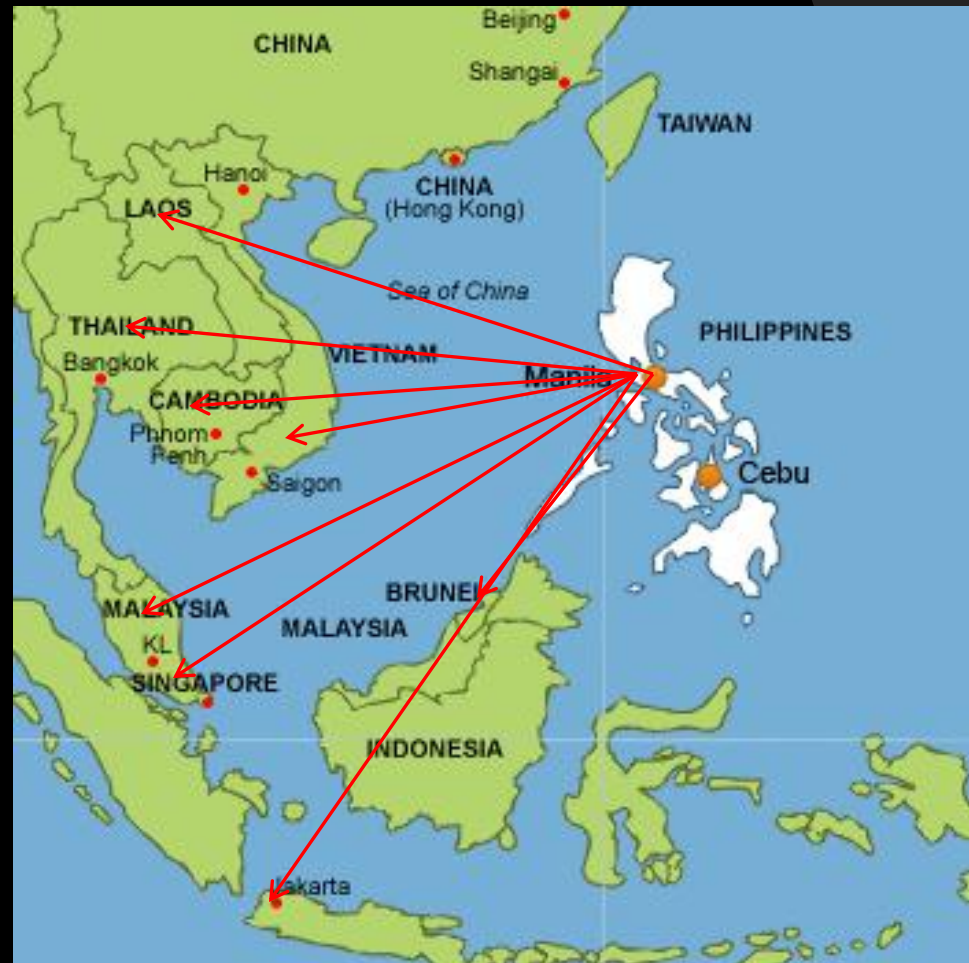 Beijing
CHINA
Shangai
TAIWAN
Hanoi
CHINA
(Hong Kong)
LAOS
Sea of China
THAILAND
PHILIPPINES
VIETNAM
Bangkok
Manila
CAMBODIA
Phnom
Penh
Cebu
Saigon
BRUNEI
MALAYSIA
MALAYSIA
KL
SINGAPORE
INDONESIA
Jakarta